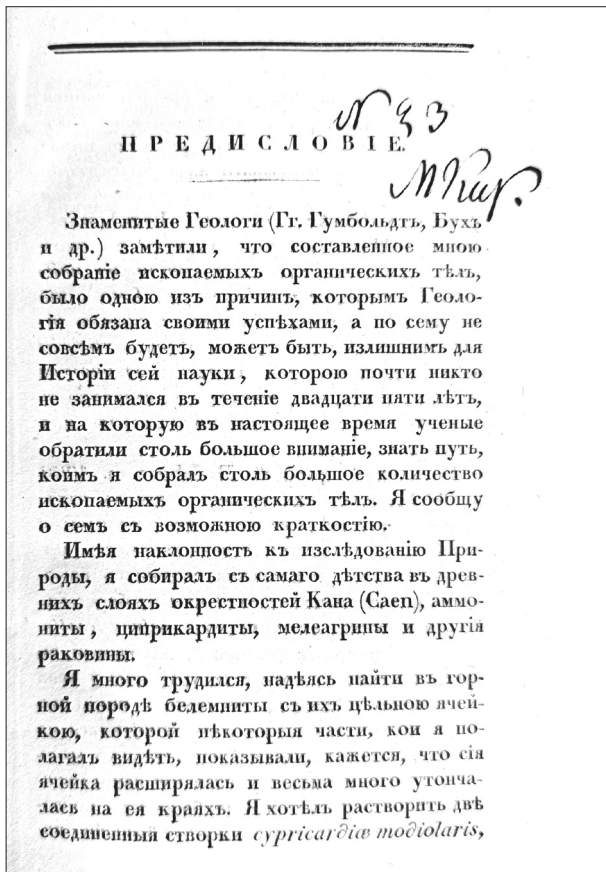 N 33
ПРЕДИСЛОВІЕ.
Знаменитые Геологи (Гг. Гумбольдтъ, Бухъ
и др.) замѣтили, что составленное мною
собраніе ископаемыхъ органическихъ тѣлъ,
было одною изъ причинъ, которымъ Геоло-
гія обязана своими успѣхами, а по сему не
совсѣмъ будетъ, можетъ быть, излишнимъ для
Исторіи сей науки, которою почти никто
не занимался въ теченіе двадцати пяти лѣтъ,
и на которую въ настоящее время ученые
обратили столь большое вниманіе, знать путь,
коимъ я собралъ столь большое количество
ископаемыхъ органическихъ тѣлъ. Я сообщу
о семъ съ возможною краткостію.
Имѣя наклонность къ изслѣдованію При-
роды, я собиралъ съ самаго дѣтства въ древ-
нихъ слояхъ окрестностей Кана (Caen), аммо-
ниты, циприкардиты, мелеагрины и другія
раковины.
Я много трудился, надѣясь найти въ гор-
ной породѣ белемниты съ ихъ цѣльною ячей-
кою, которой нѣкоторыя части, кои я по-
лагалъ видѣть, показывали, кажется, что сія
ячейка расширялась и весьма много утонча-
лась на ея краяхъ. Я хотѣлъ растворить двѣ
соединенныя створки cypricardiæ modiolaris,